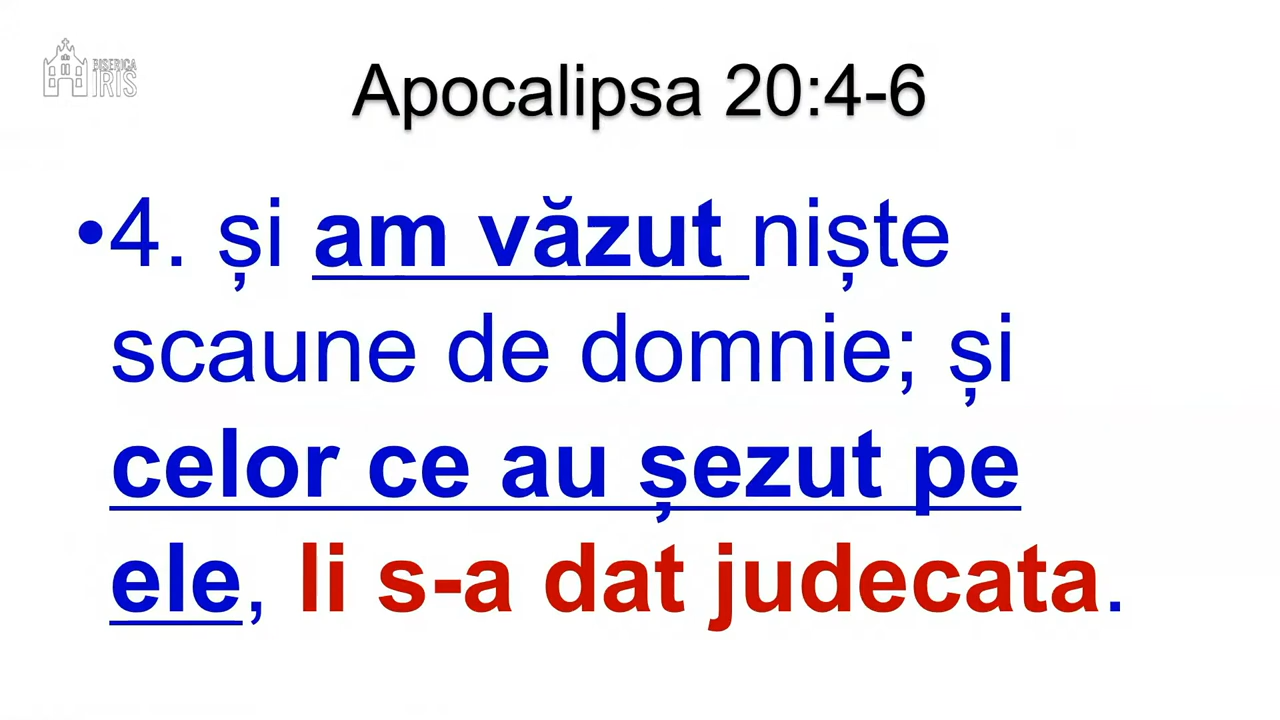 BISERICA
IRIS
Apocalipsa 20:4-6
•4. și am văzut niște
scaune de domnie; și
celor ce au șezut pe
ele, li s-a dat judecata.